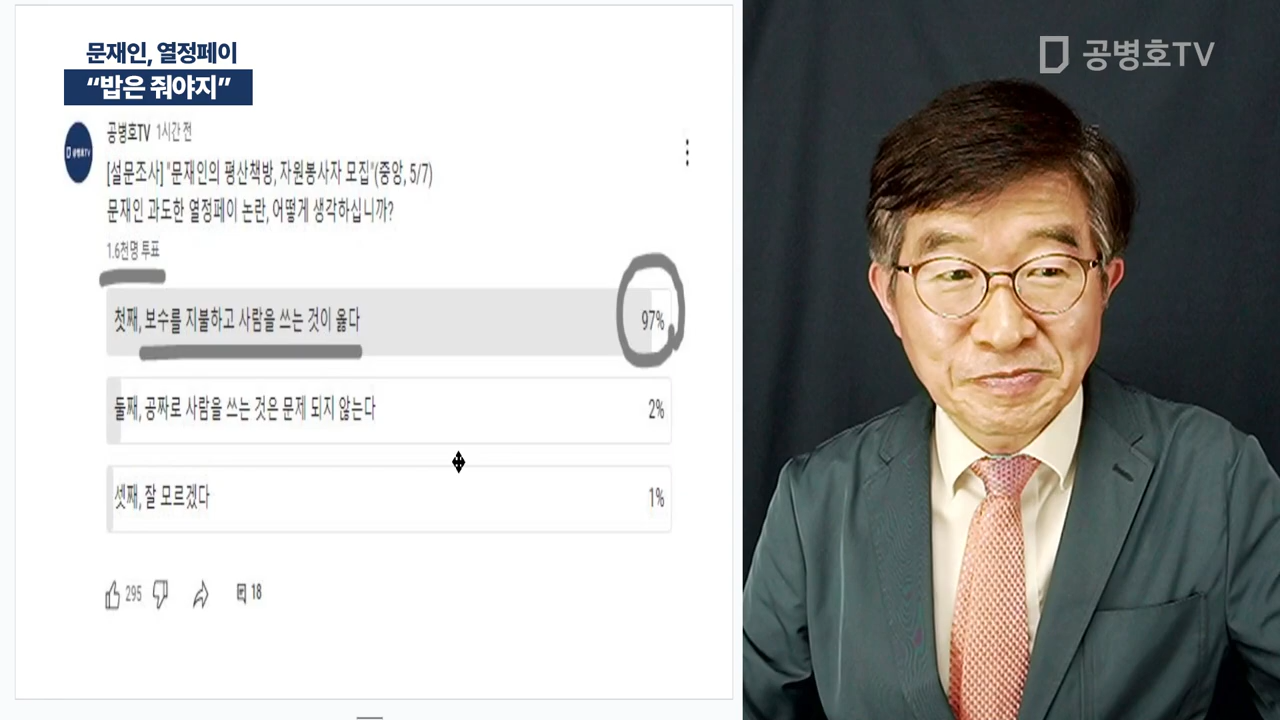 문재인, 열정페이
“밥은 줘야지”
공병호TV
공병호TV 1시간 전
공병호TV
[설문조사] "문재인의 평산책방, 자원봉사자 모집"(중앙, 5/7)
문재인 과도한 열정페이 논란, 어떻게 생각하십니까?
1.6천명 투표
첫째, 보수를 지불하고 사람을 쓰는 것이 옳다 97%
둘째, 공짜로 사람을 쓰는 것은 문제 되지 않는다 2%
셋째, 잘 모르겠다 1%
295 18